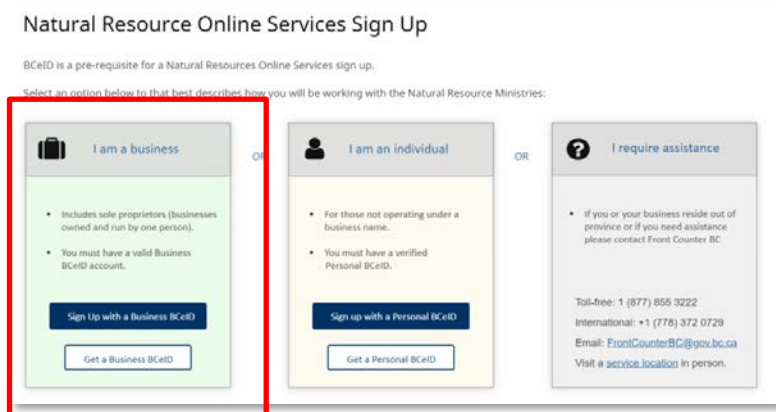 Natural Resource Online Services Sign Up
BCeID is a pre-requisite for a Natural Resources Online Services sign up.
Select an option below to that best describes how you will be working with the Natural Resource Ministries:
I am a business
OR
I am an individual
OR
I require assistance
• Includes sole proprietors (businesses
owned and run by one person).
• You must have a valid Business
BCeID account.
Sign Up with a Business BCeID
Get a Business BCeID
• For those not operating under a
business name.
• You must have a verified
Personal BCeID.
Sign up with a Personal BCeID
Get a Personal BCeID
• If you or your business reside out of
province or if you need assistance
please contact Front Counter BC
Toll-free: 1 (877) 855 3222
International: +1 (778) 372 0729
Email: FrontCounterBC@gov.bc.ca
Visit a service location in person.